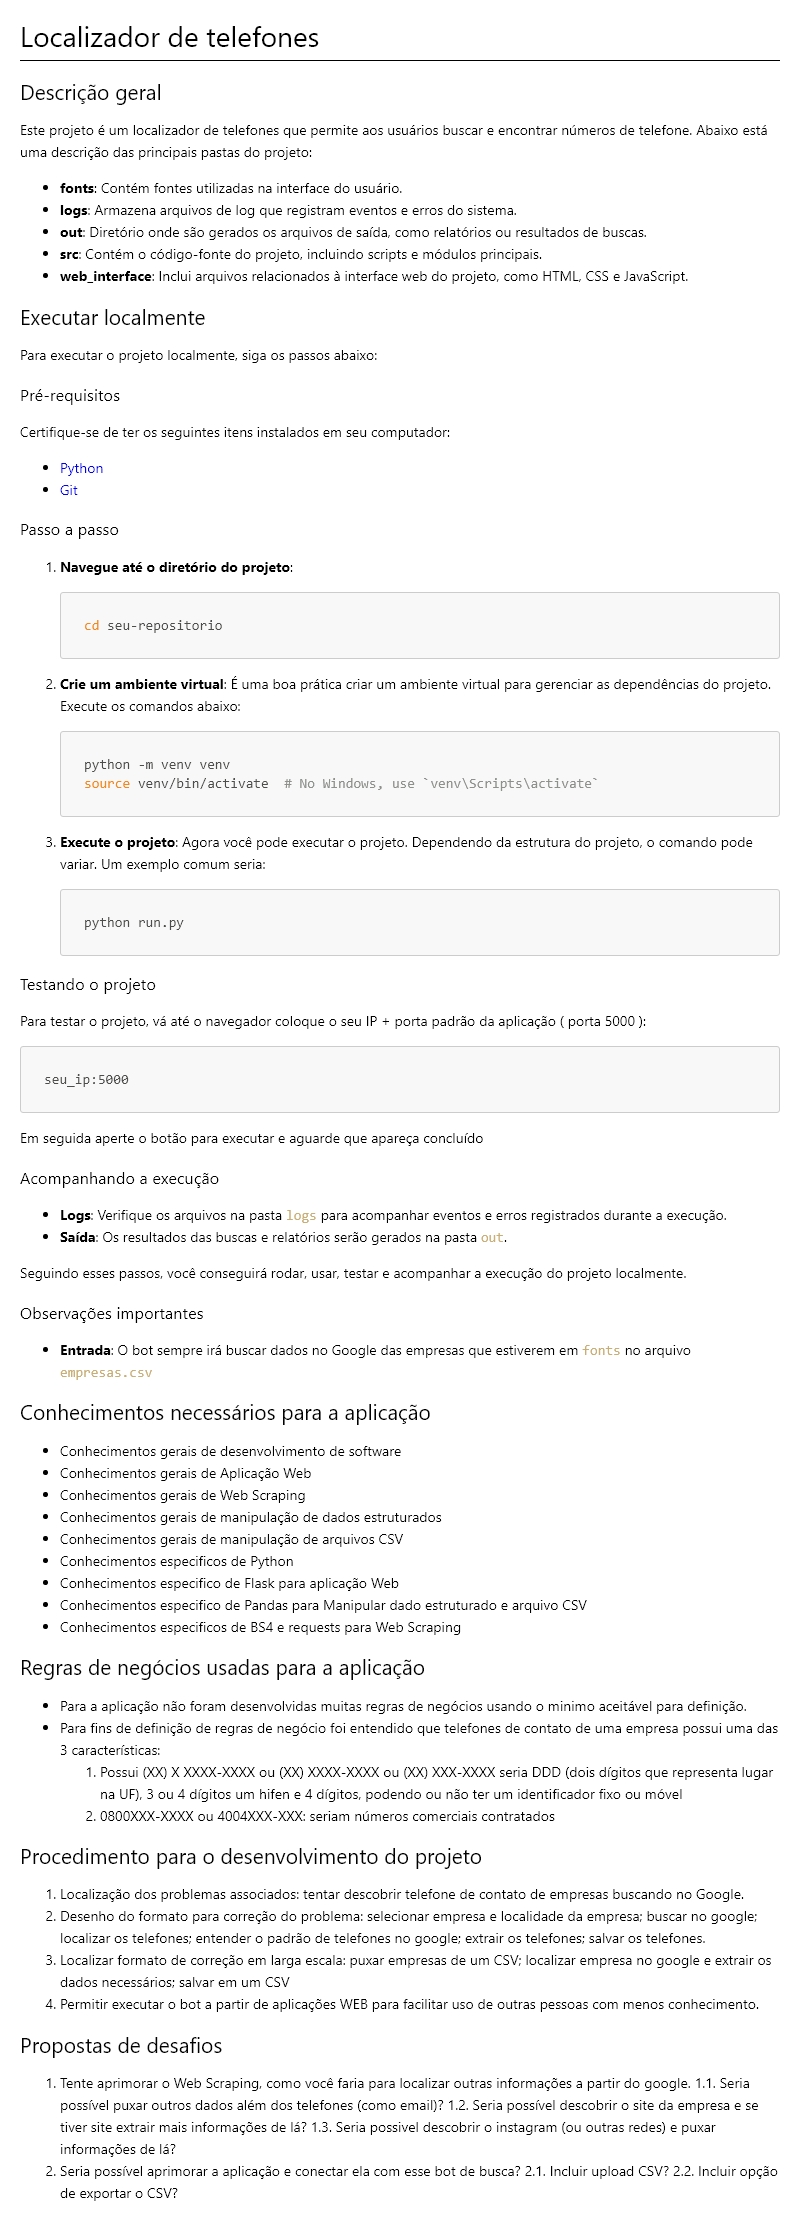 Localizador de telefones
Descrição geral
Este projeto é um localizador de telefones que permite aos usuários buscar e encontrar números de telefone. Abaixo está
uma descrição das principais pastas do projeto:
• fonts: Contém fontes utilizadas na interface do usuário.
• logs: Armazena arquivos de log que registram eventos e erros do sistema.
• out: Diretório onde são gerados os arquivos de saída, como relatórios ou resultados de buscas.
• src: Contém o código-fonte do projeto, incluindo scripts e módulos principais.
• web_interface: Inclui arquivos relacionados à interface web do projeto, como HTML, CSS e JavaScript.
Executar localmente
Para executar o projeto localmente, siga os passos abaixo:
Pré-requisitos
Certifique-se de ter os seguintes itens instalados em seu computador:
• Python
• Git
Passo a passo
1. Navegue até o diretório do projeto:
cd seu-repositorio
2. Crie um ambiente virtual: É uma boa prática criar um ambiente virtual para gerenciar as dependências do projeto.
Execute os comandos abaixo:
python -m venv venv
source venv/bin/activate  # No Windows, use `venv\Scripts\activate`
3. Execute o projeto: Agora você pode executar o projeto. Dependendo da estrutura do projeto, o comando pode
variar. Um exemplo comum seria:
python run.py
Testando o projeto
Para testar o projeto, vá até o navegador coloque o seu IP + porta padrão da aplicação ( porta 5000 ):
seu_ip:5000
Em seguida aperte o botão para executar e aguarde que apareça concluído
Acompanhando a execução
• Logs: Verifique os arquivos na pasta logs para acompanhar eventos e erros registrados durante a execução.
• Saída: Os resultados das buscas e relatórios serão gerados na pasta out.
Seguindo esses passos, você conseguirá rodar, usar, testar e acompanhar a execução do projeto localmente.
Observações importantes
• Entrada: O bot sempre irá buscar dados no Google das empresas que estiverem em fonts no arquivo
empresas.csv
Conhecimentos necessários para a aplicação
• Conhecimentos gerais de desenvolvimento de software
• Conhecimentos gerais de Aplicação Web
• Conhecimentos gerais de Web Scraping
• Conhecimentos gerais de manipulação de dados estruturados
• Conhecimentos gerais de manipulação de arquivos CSV
• Conhecimentos especificos de Python
• Conhecimentos especifico de Flask para aplicação Web
• Conhecimentos especifico de Pandas para Manipular dado estruturado e arquivo CSV
• Conhecimentos especificos de BS4 e requests para Web Scraping
Regras de negócios usadas para a aplicação
• Para a aplicação não foram desenvolvidas muitas regras de negócios usando o minimo aceitável para definição.
• Para fins de definição de regras de negócio foi entendido que telefones de contato de uma empresa possui uma das
3 características:
1. Possui (XX) X XXXX-XXXX ou (XX) XXXX-XXXX ou (XX) XXX-XXXX seria DDD (dois dígitos que representa lugar
na UF), 3 ou 4 dígitos um hifen e 4 dígitos, podendo ou não ter um identificador fixo ou móvel
2. 0800XXX-XXXX ou 4004XXX-XXX: seriam números comerciais contratados
Procedimento para o desenvolvimento do projeto
1. Localização dos problemas associados: tentar descobrir telefone de contato de empresas buscando no Google.
2. Desenho do formato para correção do problema: selecionar empresa e localidade da empresa; buscar no google;
localizar os telefones; entender o padrão de telefones no google; extrair os telefones; salvar os telefones.
3. Localizar formato de correção em larga escala: puxar empresas de um CSV; localizar empresa no google e extrair os
dados necessários; salvar em um CSV
4. Permitir executar o bot a partir de aplicações WEB para facilitar uso de outras pessoas com menos conhecimento.
Propostas de desafios
1. Tente aprimorar o Web Scraping, como você faria para localizar outras informações a partir do google. 1.1. Seria
possível puxar outros dados além dos telefones (como email)? 1.2. Seria possível descobrir o site da empresa e se
tiver site extrair mais informações de lá? 1.3. Seria possivel descobrir o instagram (ou outras redes) e puxar
informações de lá?
2. Seria possível aprimorar a aplicação e conectar ela com esse bot de busca? 2.1. Incluir upload CSV? 2.2. Incluir opção
de exportar o CSV?